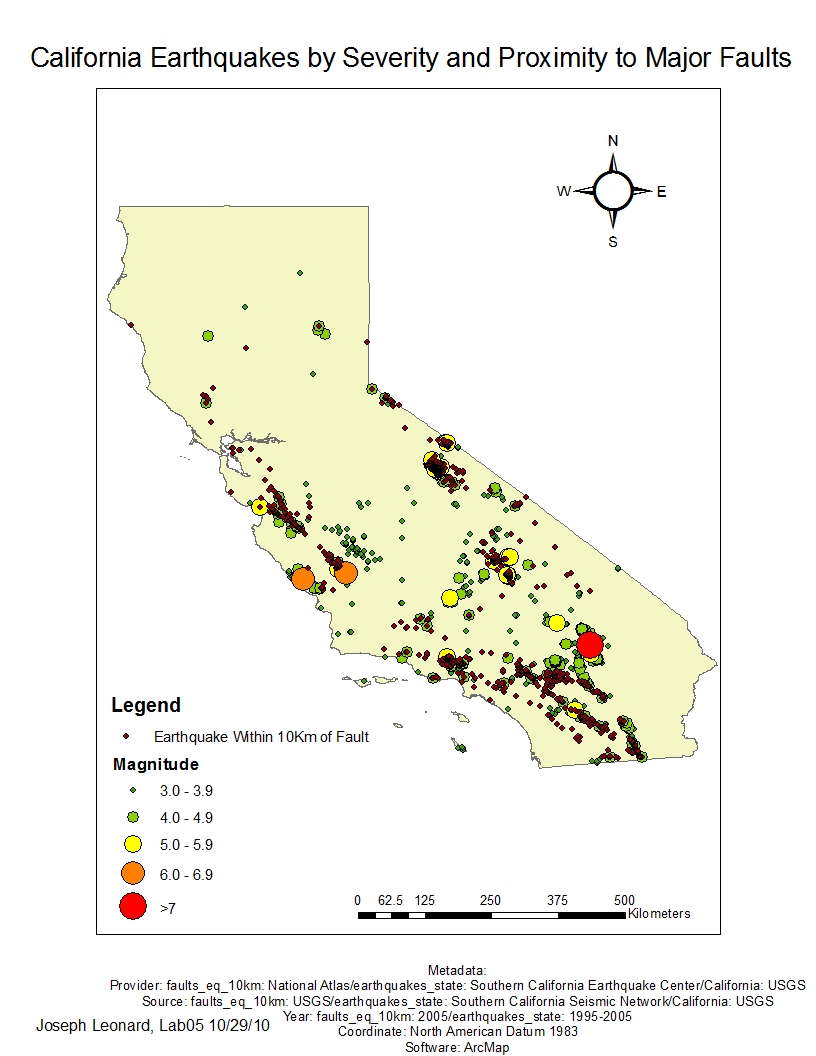 California Earthquakes by Severity and Proximity to Major Faults
N
W E
S
Legend
Earthquake Within 10Km of Fault
Magnitude
3.0 - 3.9
4.0 - 4.9
5.0 - 5.9
6.0 - 6.9
>7
0 62.5 125 250 375 500
Kilometers
Metadata:
Provider: faults_eq_10km: National Atlas/earthquakes_state: Southern California Earthquake Center/California: USGS
Source: faults_eq_10km: USGS/earthquakes_state: Southern California Seismic Network/California: USGS
Year: faults_eq_10km: 2005/earthquakes_state: 1995-2005
Joseph Leonard, Lab05 10/29/10
Coordinate: North American Datum 1983
Software: ArcMap